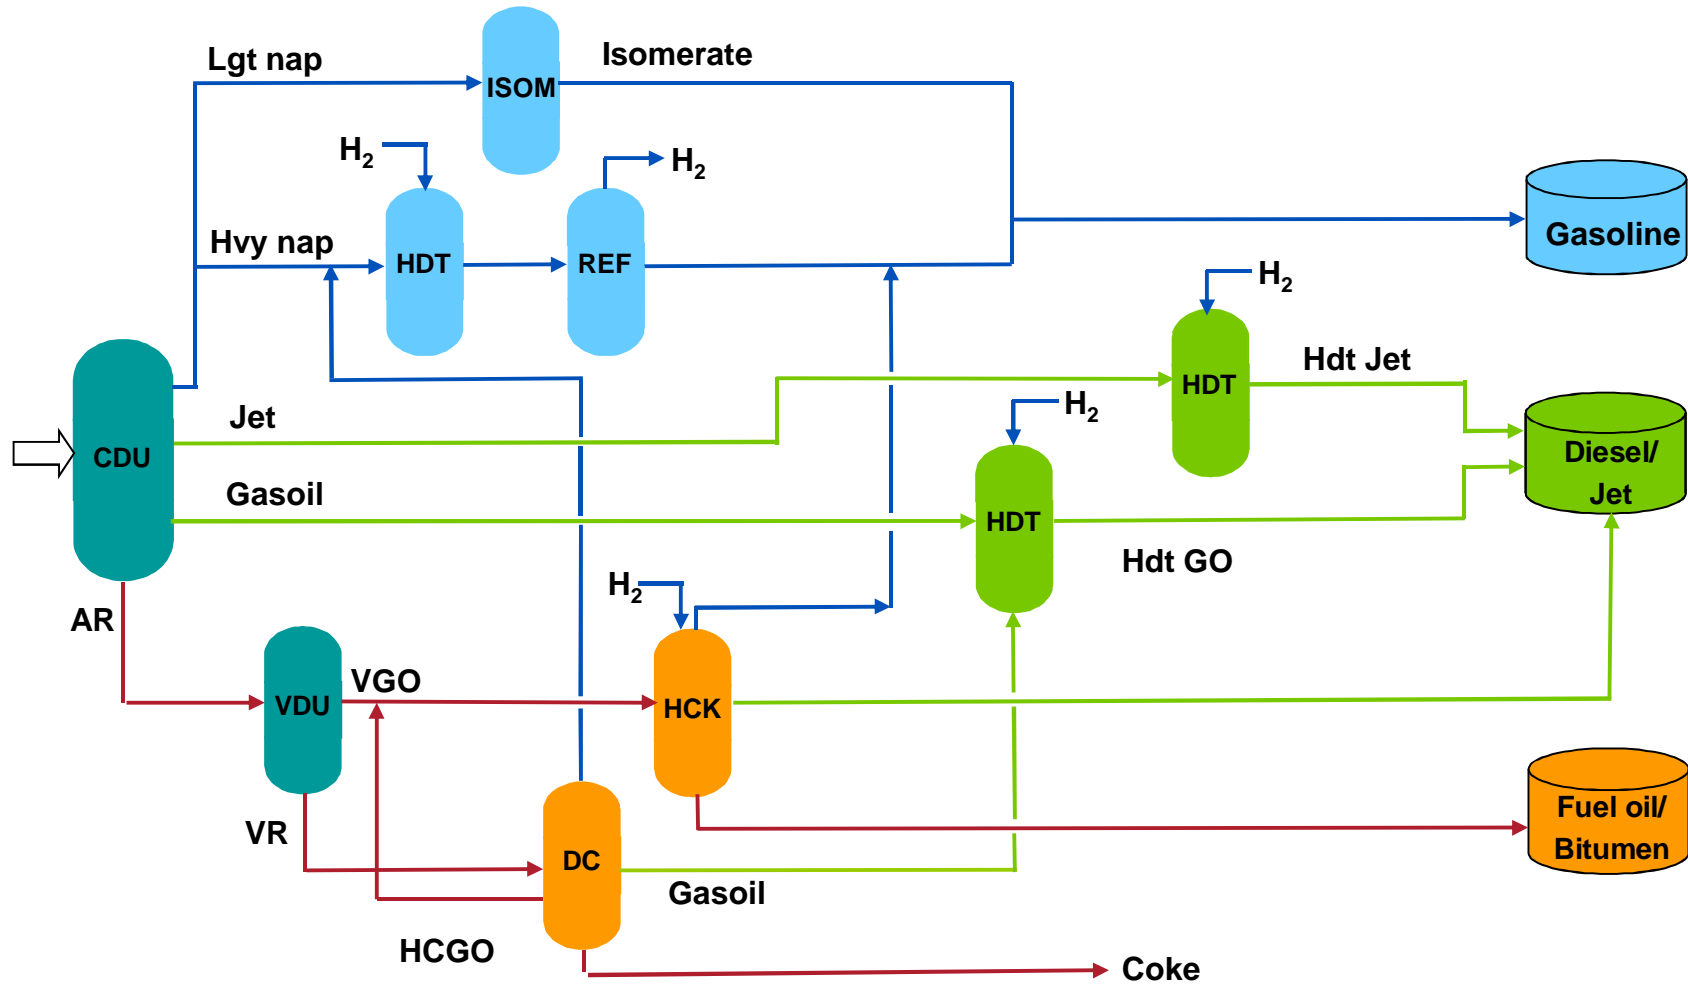 Lgt nap
ISOM
Isomerate
H2
H2
Hvy nap
HDT
REF
Gasoline
H2
Hdt Jet
HDT
Jet
H2
CDU
Diesel/
Jet
Gasoil
HDT
Hdt GO
H2
AR
VGO
VDU
HCK
Fuel oil/
Bitumen
VR
DC
Gasoil
HCGO
Coke